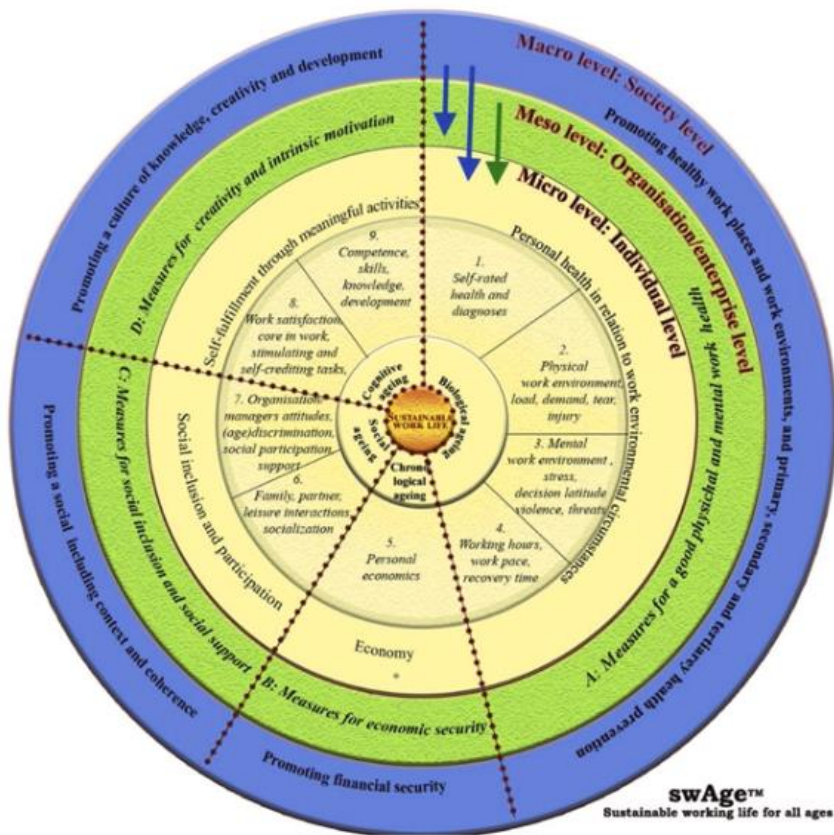 Macro level: Society level
Promoting healthy work places and work environments, and primary, secondary and tertiarey health prevention
Meso level: Organisation/enterprise level
A: Measures for a good physichal and mental work health
Micro level: Individual level
Personal health in relation to work environmental circumstances
1.
Self-rated
health and
diagnoses
2.
Physical
work environment,
load, demand, tear,
injury
3. Mental
work environment ,
stress,
decision latitude
violence, threats
4.
Working hours,
work pace,
recovery time
Promoting financial security
B: Measures for economic security
Economy
*
5.
Personal
economics
Promoting a social including context and coherence
C: Measures for social inclusion and social support
Social inclusion and participation
6.
Family, partner,
leisure interactions,
socialization
7. Organisation/
managers attitudes,
(age)discrimination,
social participation,
support
Promoting a culture of knowledge, creativity and development
D: Measures for creativity and intrinsic motivation
Self-fulfillment through meaningful activities
8.
Work satisfaction,
core in work,
stimulating and
self-crediting tasks,
9.
Competence,
skills,
knowledge,
development
Biological ageing
Chrono
logical
ageing
Social
ageing
Cognitive
ageing
SUSTAINABLE
WORK LIFE
swAge™
Sustainable working life for all ages